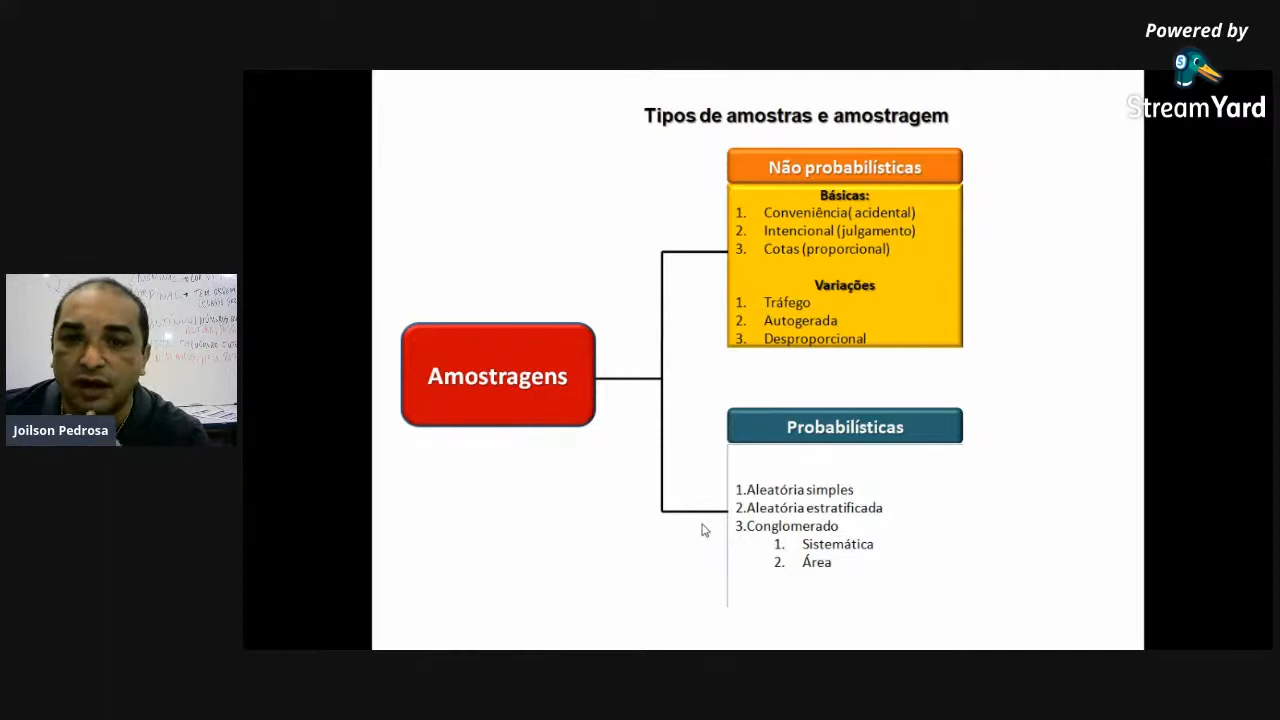 Powered by
StreamYard
Tipos de amostras e amostragem
Não probabilísticas
Básicas:
1. Conveniência( acidental)
2. Intencional (julgamento)
3. Cotas (proporcional)
Variações
1. Tráfego
2. Autogerada
3. Desproporcional
Amostragens
Probabilísticas
1.Aleatória simples
2.Aleatória estratificada
3.Conglomerado
1. Sistemática
2. Área
Joilson Pedrosa